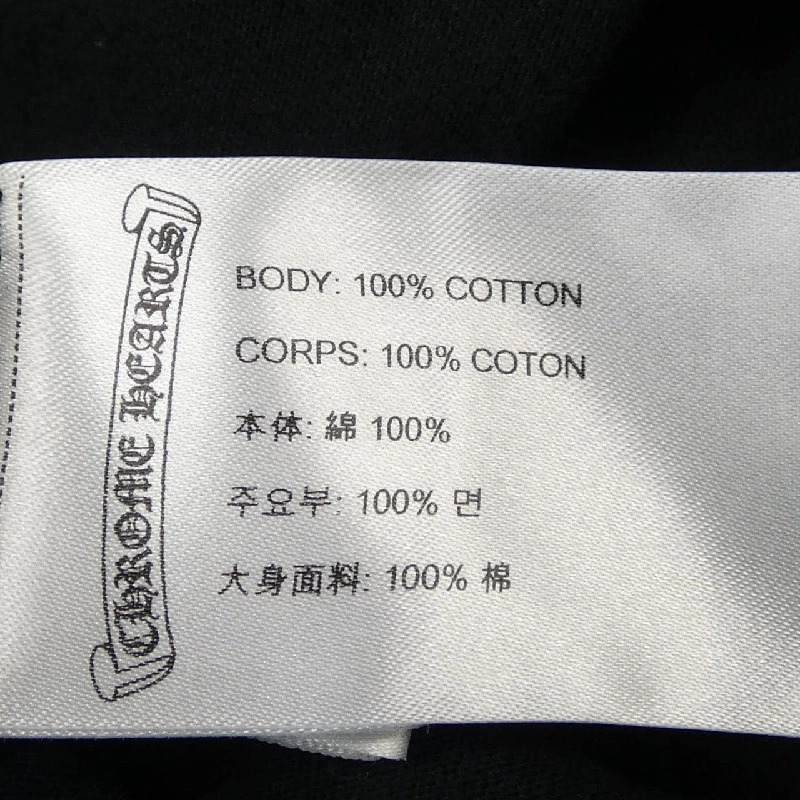 CHROME HEARTS
BODY: 100% COTTON
CORPS: 100% COTON
本体: 綿 100%
주요부: 100% 면
大身面料: 100% 棉